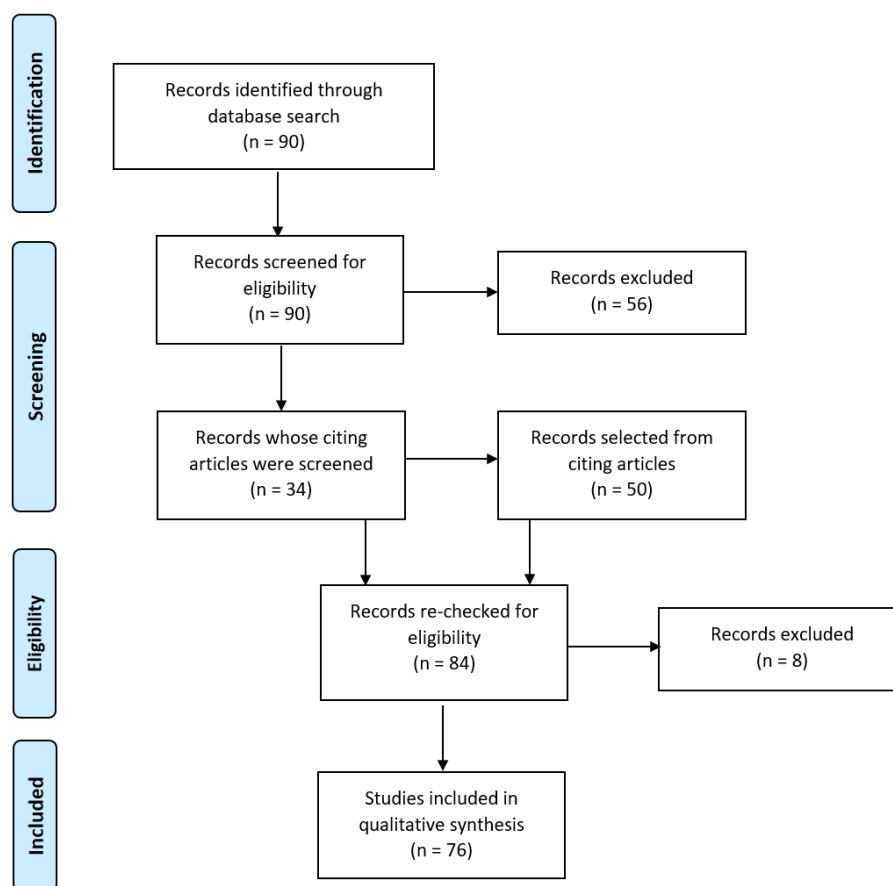 Identification
Records identified through
database search
(n = 90)
Screening
Records screened for
eligibility
(n = 90)
Records excluded
(n = 56)
Records whose citing
articles were screened
(n = 34)
Records selected from
citing articles
(n = 50)
Eligibility
Records re-checked for
eligibility
(n = 84)
Records excluded
(n = 8)
Included
Studies included in
qualitative synthesis
(n = 76)